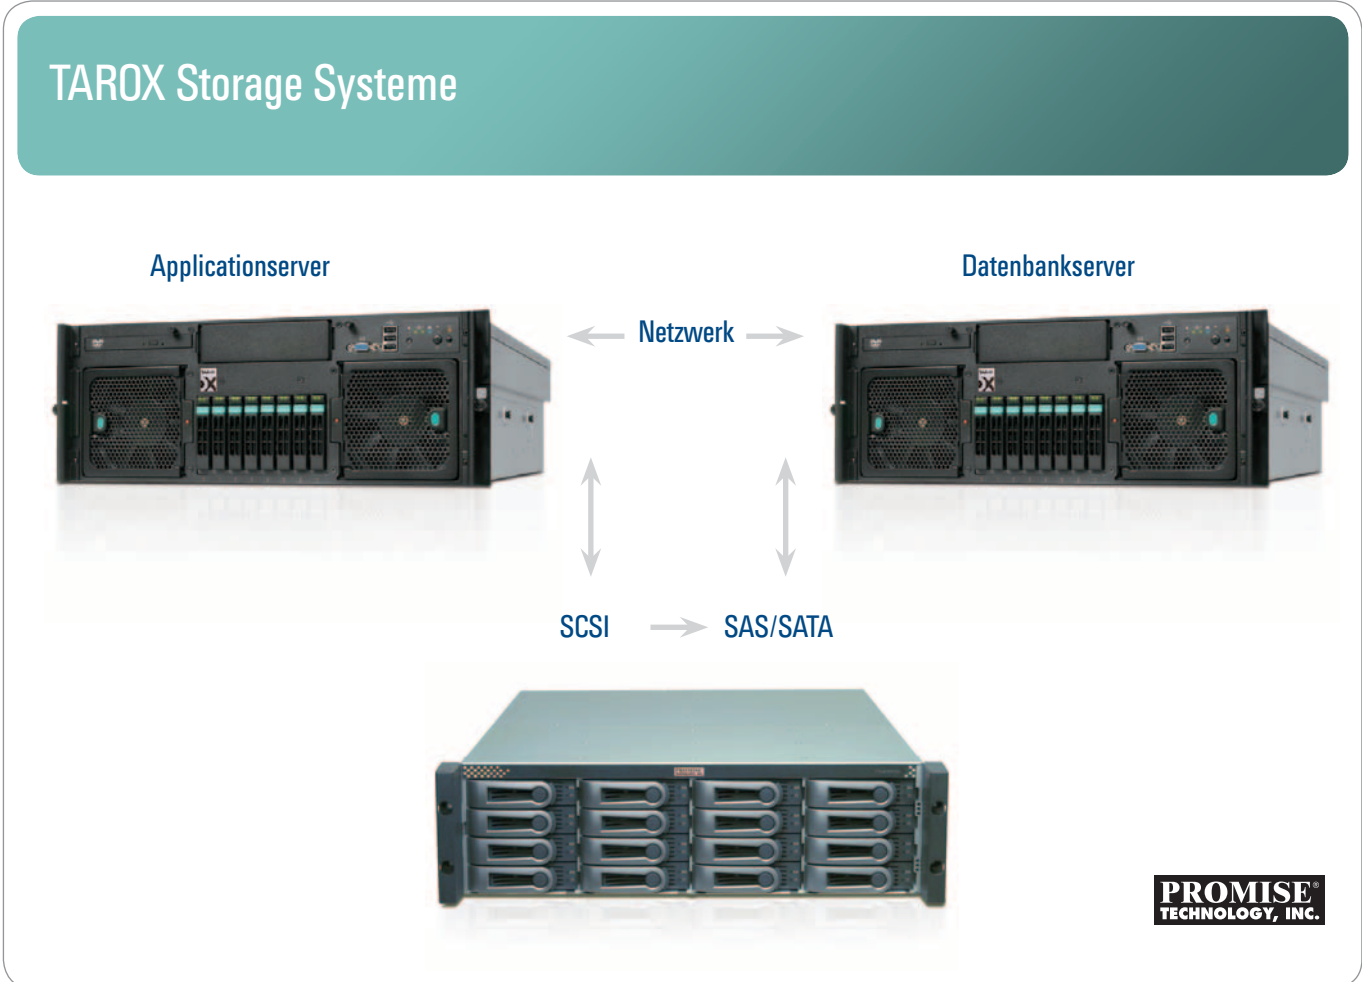 TAROX Storage Systeme
Applicationserver
Datenbankserver
Netzwerk
SCSI
SAS/SATA
PROMISE®
TECHNOLOGY, INC.